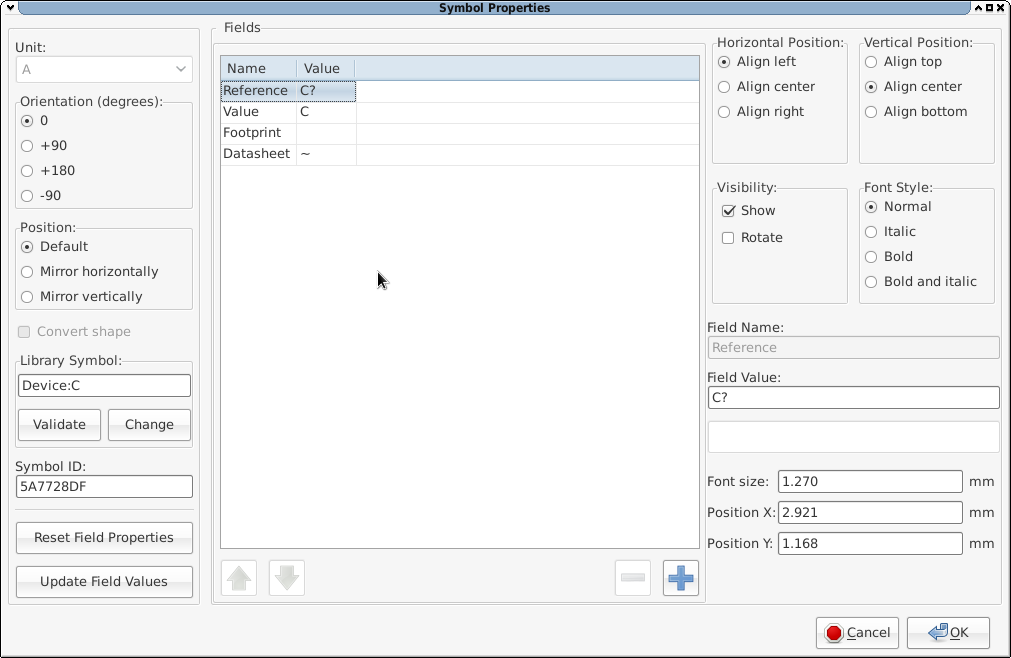 Symbol Properties
Unit:
A
Orientation (degrees):
0
+90
+180
-90
Position:
Default
Mirror horizontally
Mirror vertically
Convert shape
Library Symbol:
Device:C
Validate Change
Symbol ID:
5A7728DF
Reset Field Properties
Update Field Values
Fields
Name Value
Reference C?
Value C
Footprint
Datasheet ~
Horizontal Position:
Align left
Align center
Align right
Vertical Position:
Align top
Align center
Align bottom
Visibility:
Show
Rotate
Font Style:
Normal
Italic
Bold
Bold and italic
Field Name:
Reference
Field Value:
C?
Font size: 1.270 mm
Position X: 2.921 mm
Position Y: 1.168 mm
Cancel OK